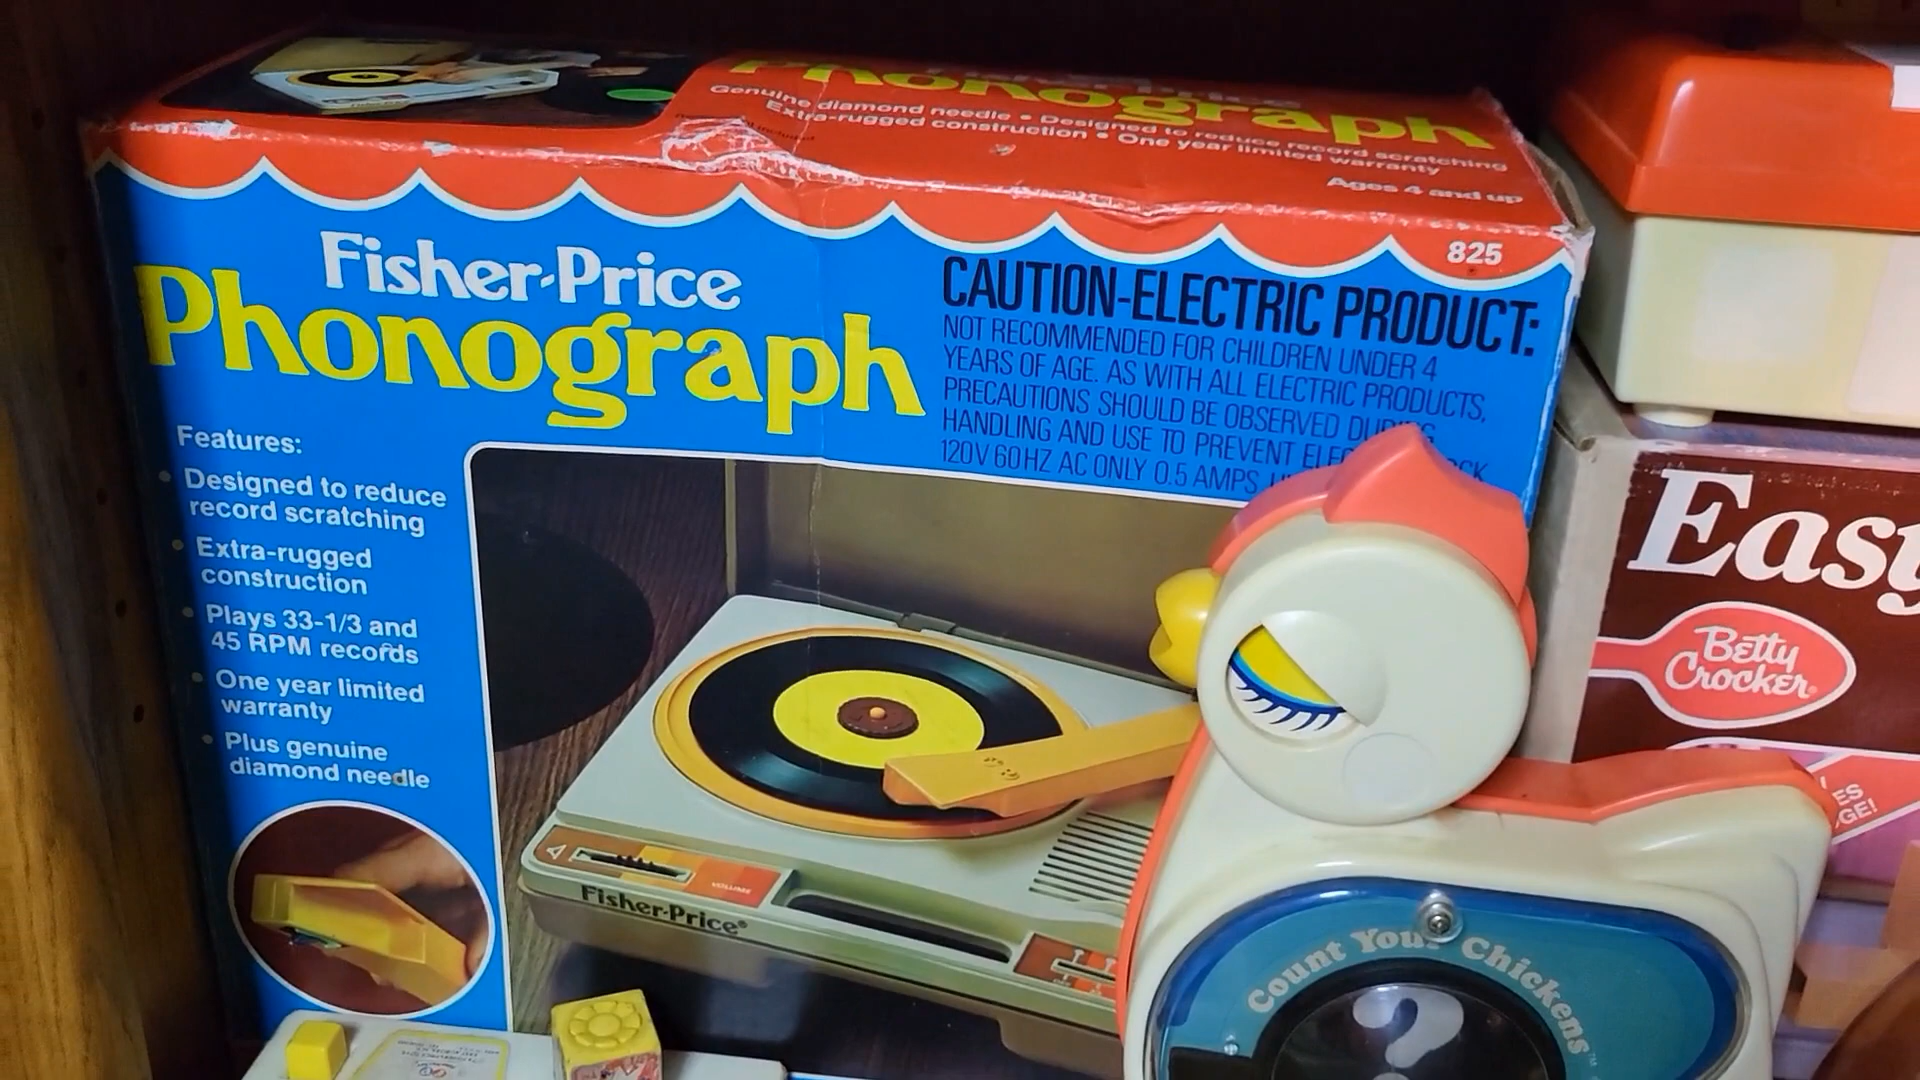 Phonograph
Genuine diamond needle • Designed to reduce record scratching
Extra-rugged construction • One year limited warranty
Ages 4 and up
825
Fisher-Price
Phonograph
CAUTION-ELECTRIC PRODUCT:
NOT RECOMMENDED FOR CHILDREN UNDER 4
YEARS OF AGE. AS WITH ALL ELECTRIC PRODUCTS,
PRECAUTIONS SHOULD BE OBSERVED DURING
HANDLING AND USE TO PREVENT
120V 60HZ AC ONLY 0.5 AMPS
Features:
• Designed to reduce
record scratching
• Extra-rugged
construction
• Plays 33-1/3 and
45 RPM records
• One year limited
warranty
• Plus genuine
diamond needle
VOLUME
Fisher-Price®
Count Your Chickens™
?
Easy
Betty
Crocker®